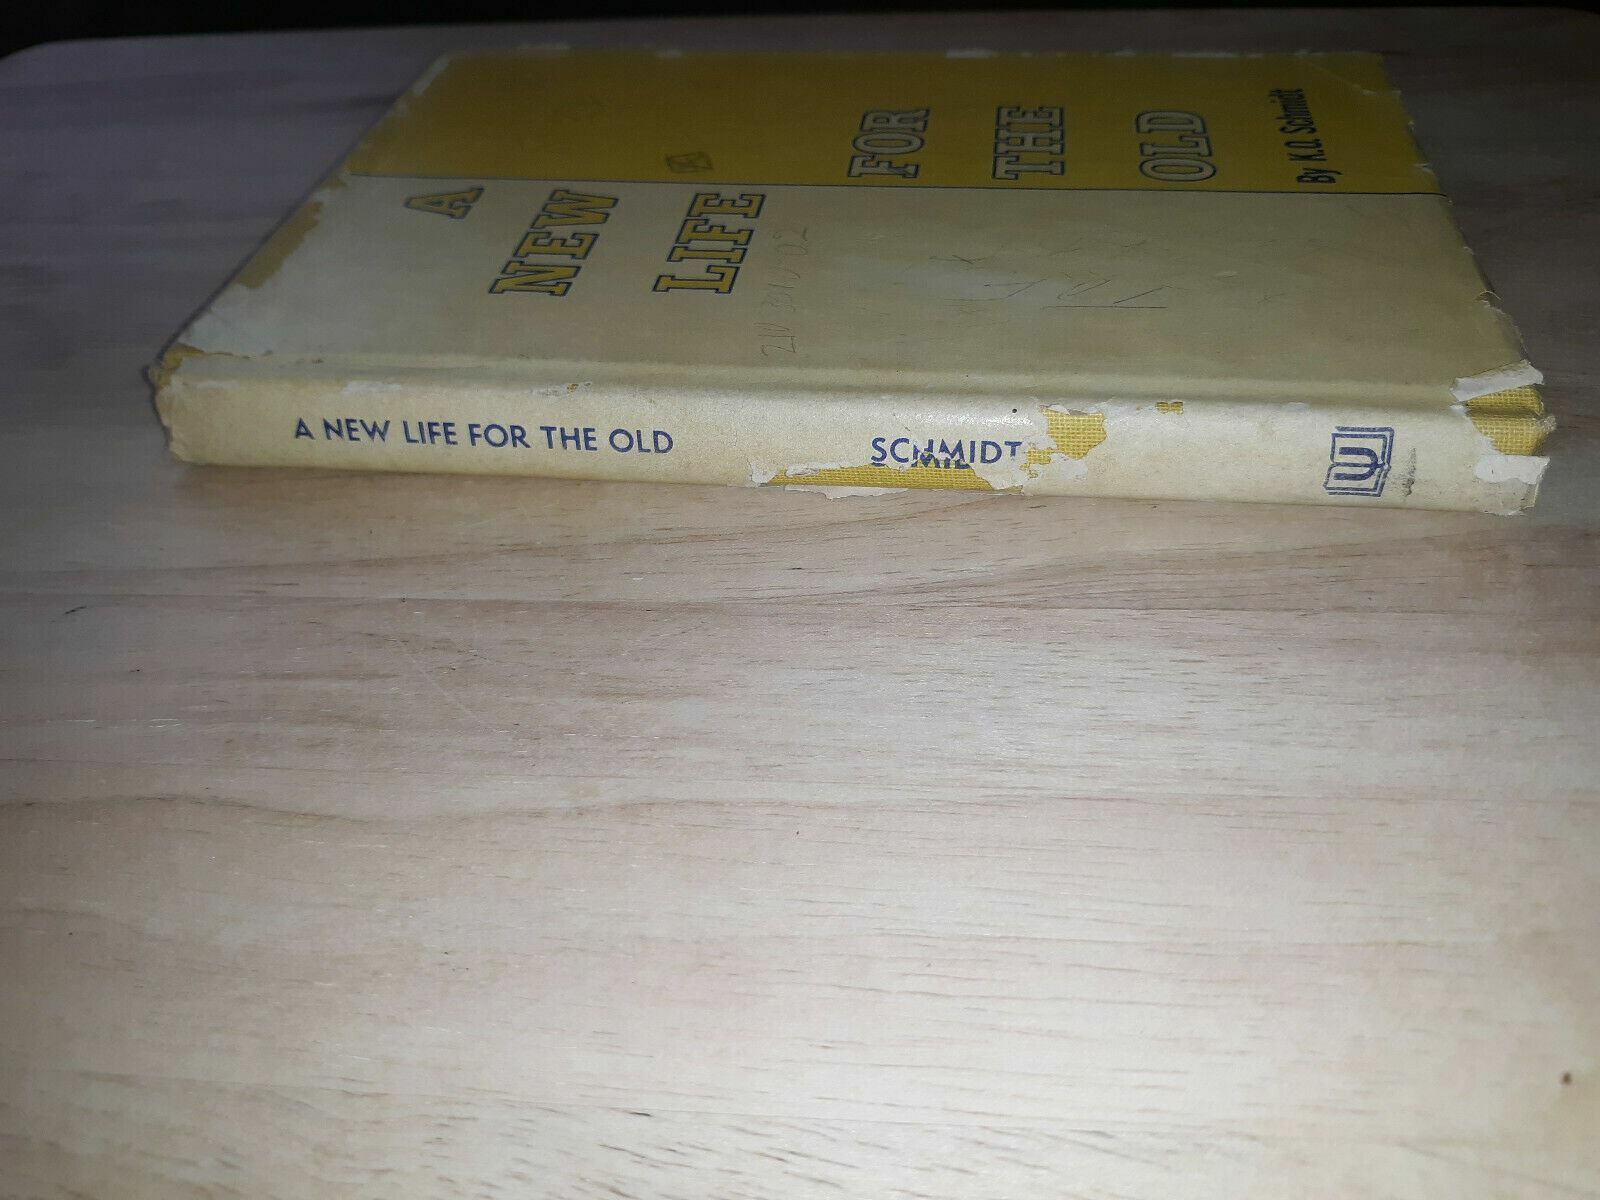 A
NEW
LIFE
FOR
THE
OLD
By K.O. Schmidt
A NEW LIFE FOR THE OLD SCHMIDT
U